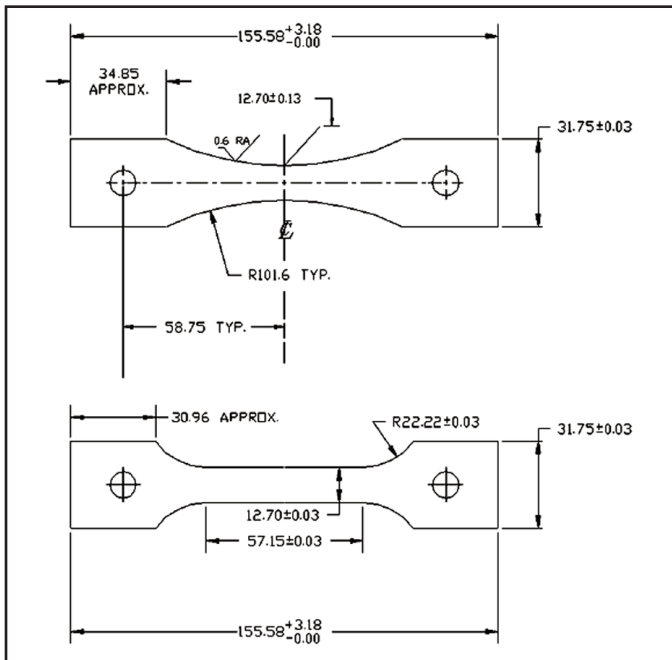 155.58 +3.18
-0.00
34.85
APPROX.
12.70±0.13
0.6 RA
31.75±0.03
℄
R101.6 TYP.
58.75 TYP.
30.96 APPROX.
R22.22±0.03
31.75±0.03
12.70±0.03
57.15±0.03
155.58 +3.18
-0.00